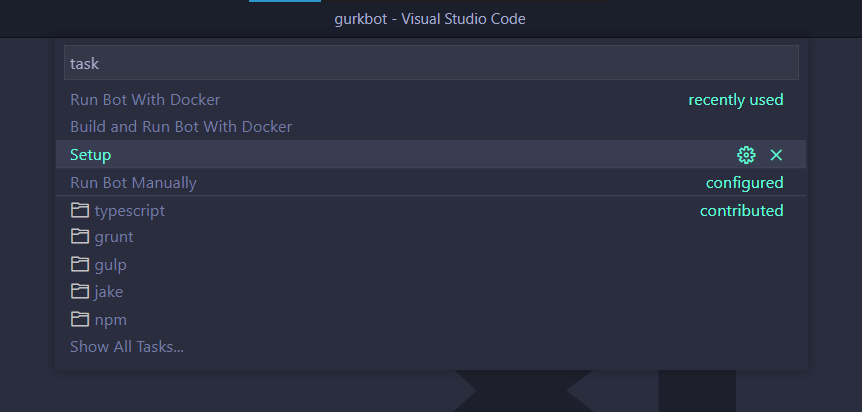 gurkbot - Visual Studio Code
task
Run Bot With Docker recently used
Build and Run Bot With Docker
Setup
Run Bot Manually configured
typescript contributed
grunt
gulp
jake
npm
Show All Tasks...